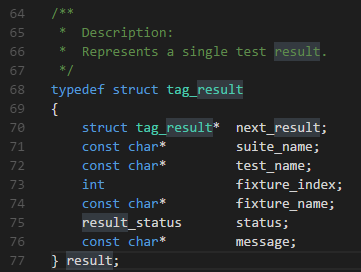 64 /**
65  *  Description:
66  *  Represents a single test result.
67  */
68 typedef struct tag_result
69 {
70     struct tag_result*  next_result;
71     const char*         suite_name;
72     const char*         test_name;
73     int                 fixture_index;
74     const char*         fixture_name;
75     result_status       status;
76     const char*         message;
77 } result;